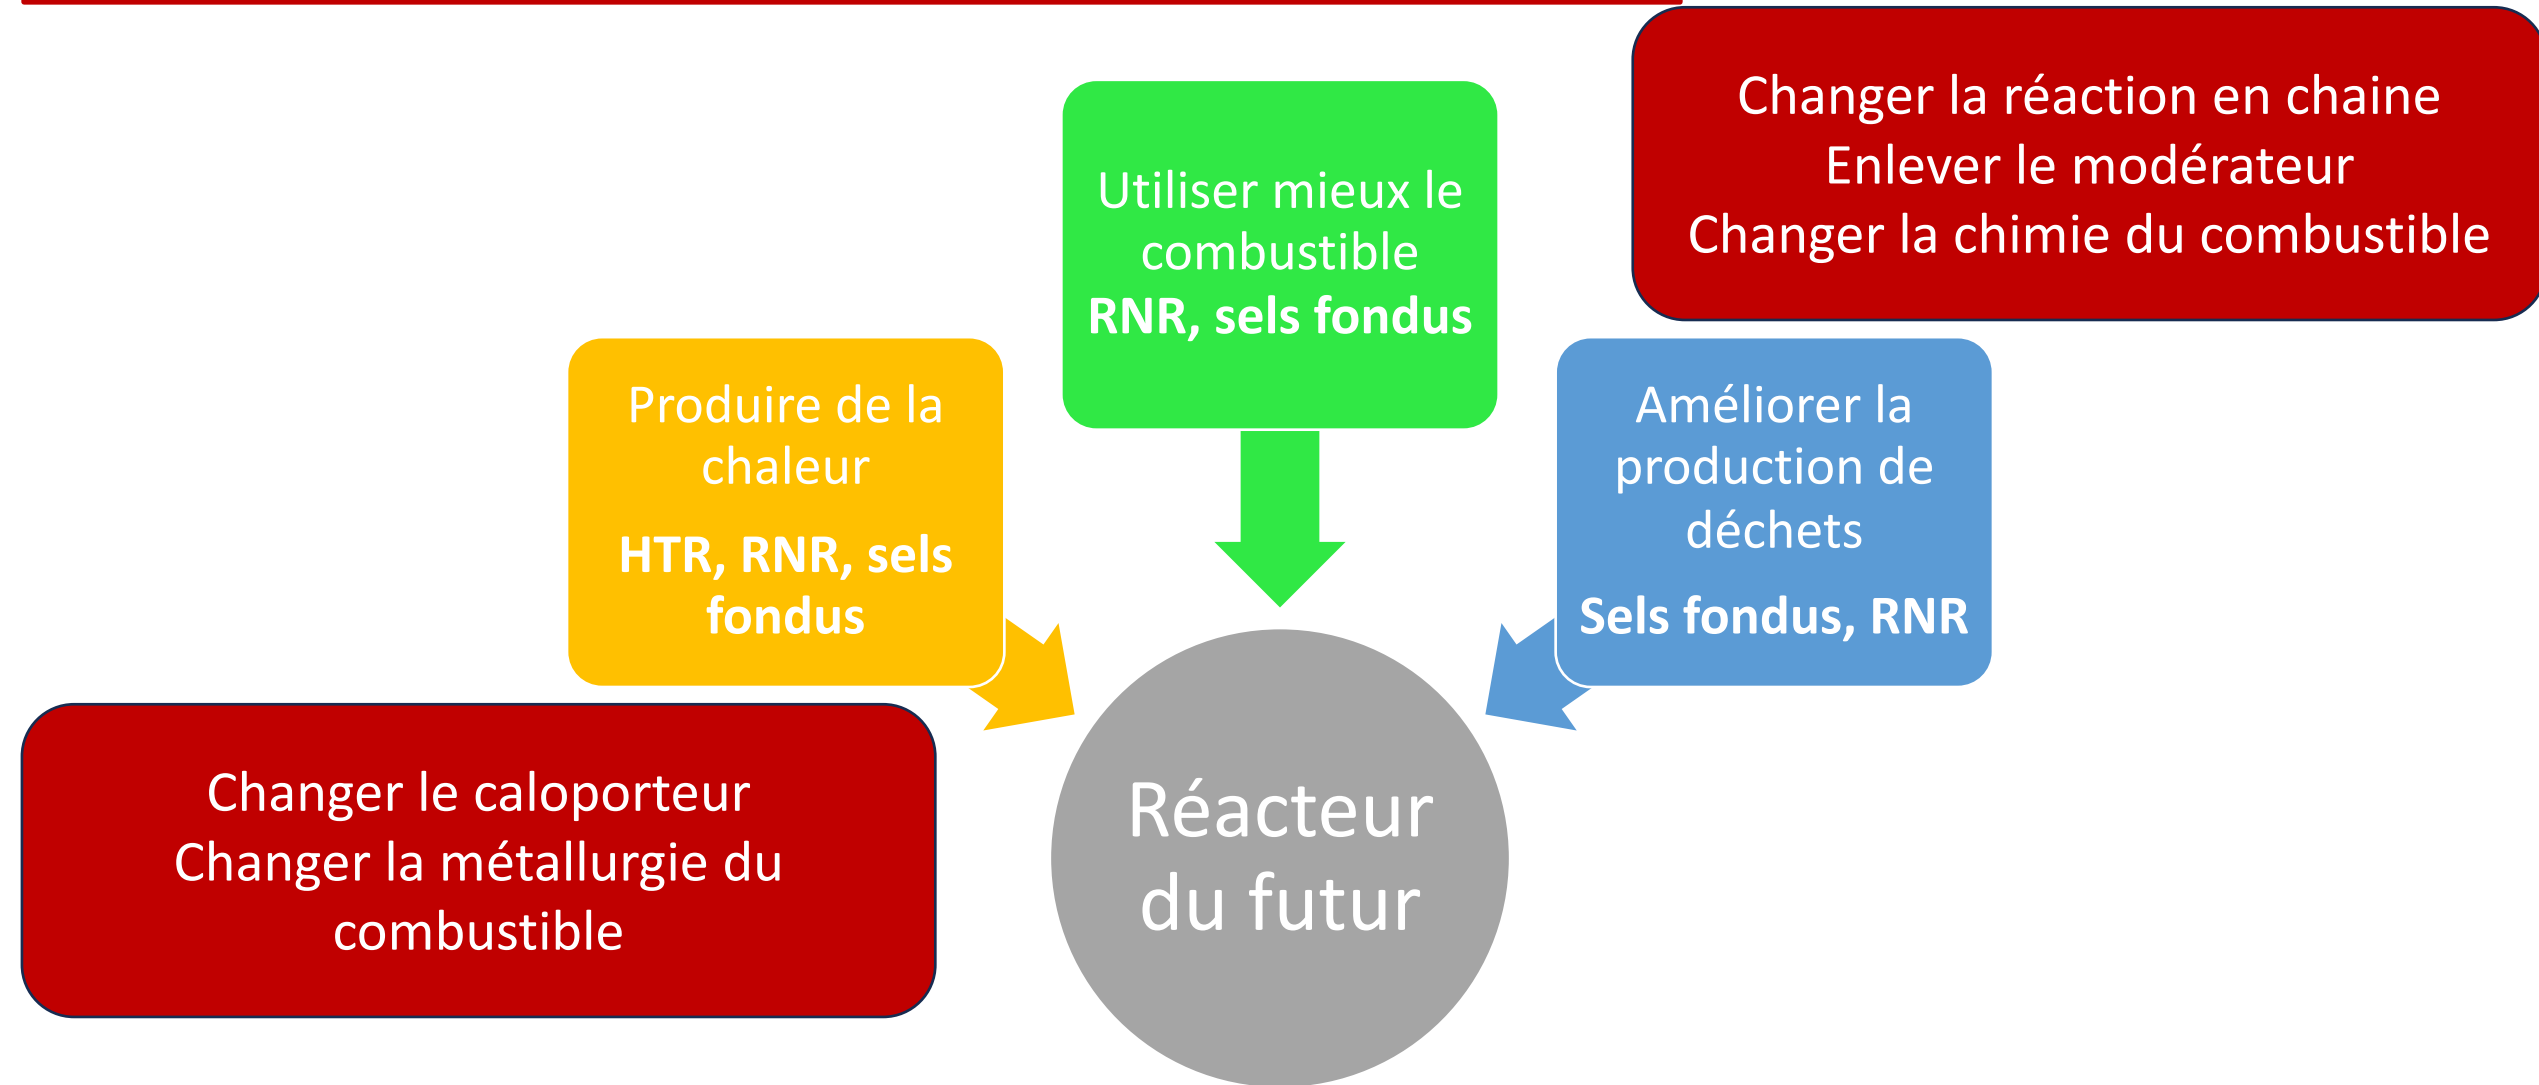 Changer la réaction en chaine
Enlever le modérateur
Changer la chimie du combustible
Utiliser mieux le
combustible
RNR, sels fondus
Produire de la
chaleur
HTR, RNR, sels
fondus
Améliorer la
production de
déchets
Sels fondus, RNR
Changer le caloporteur
Changer la métallurgie du
combustible
Réacteur
du futur